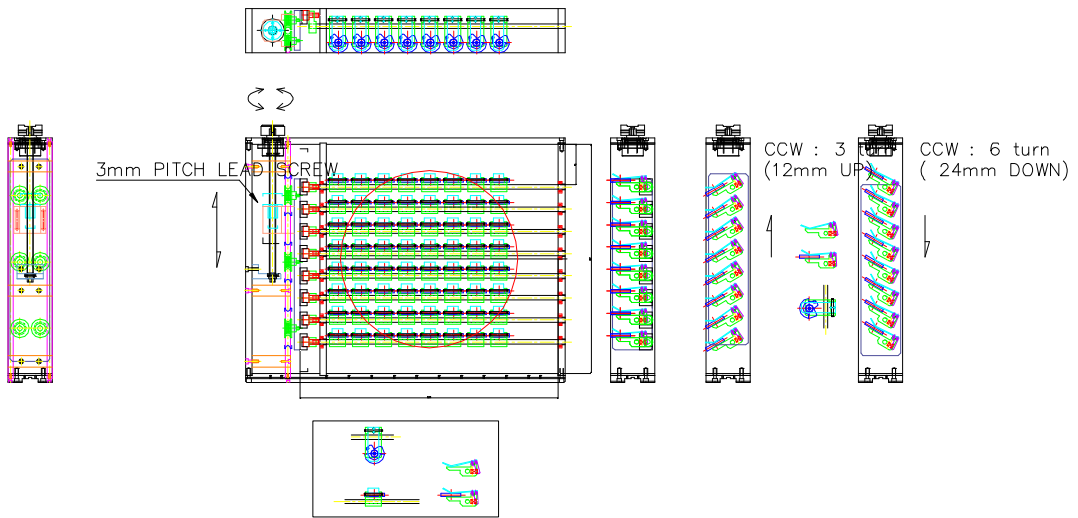 CCW : 3
(12mm UP)
CCW : 6 turn
( 24mm DOWN)
3mm PITCH LEAD SCREW